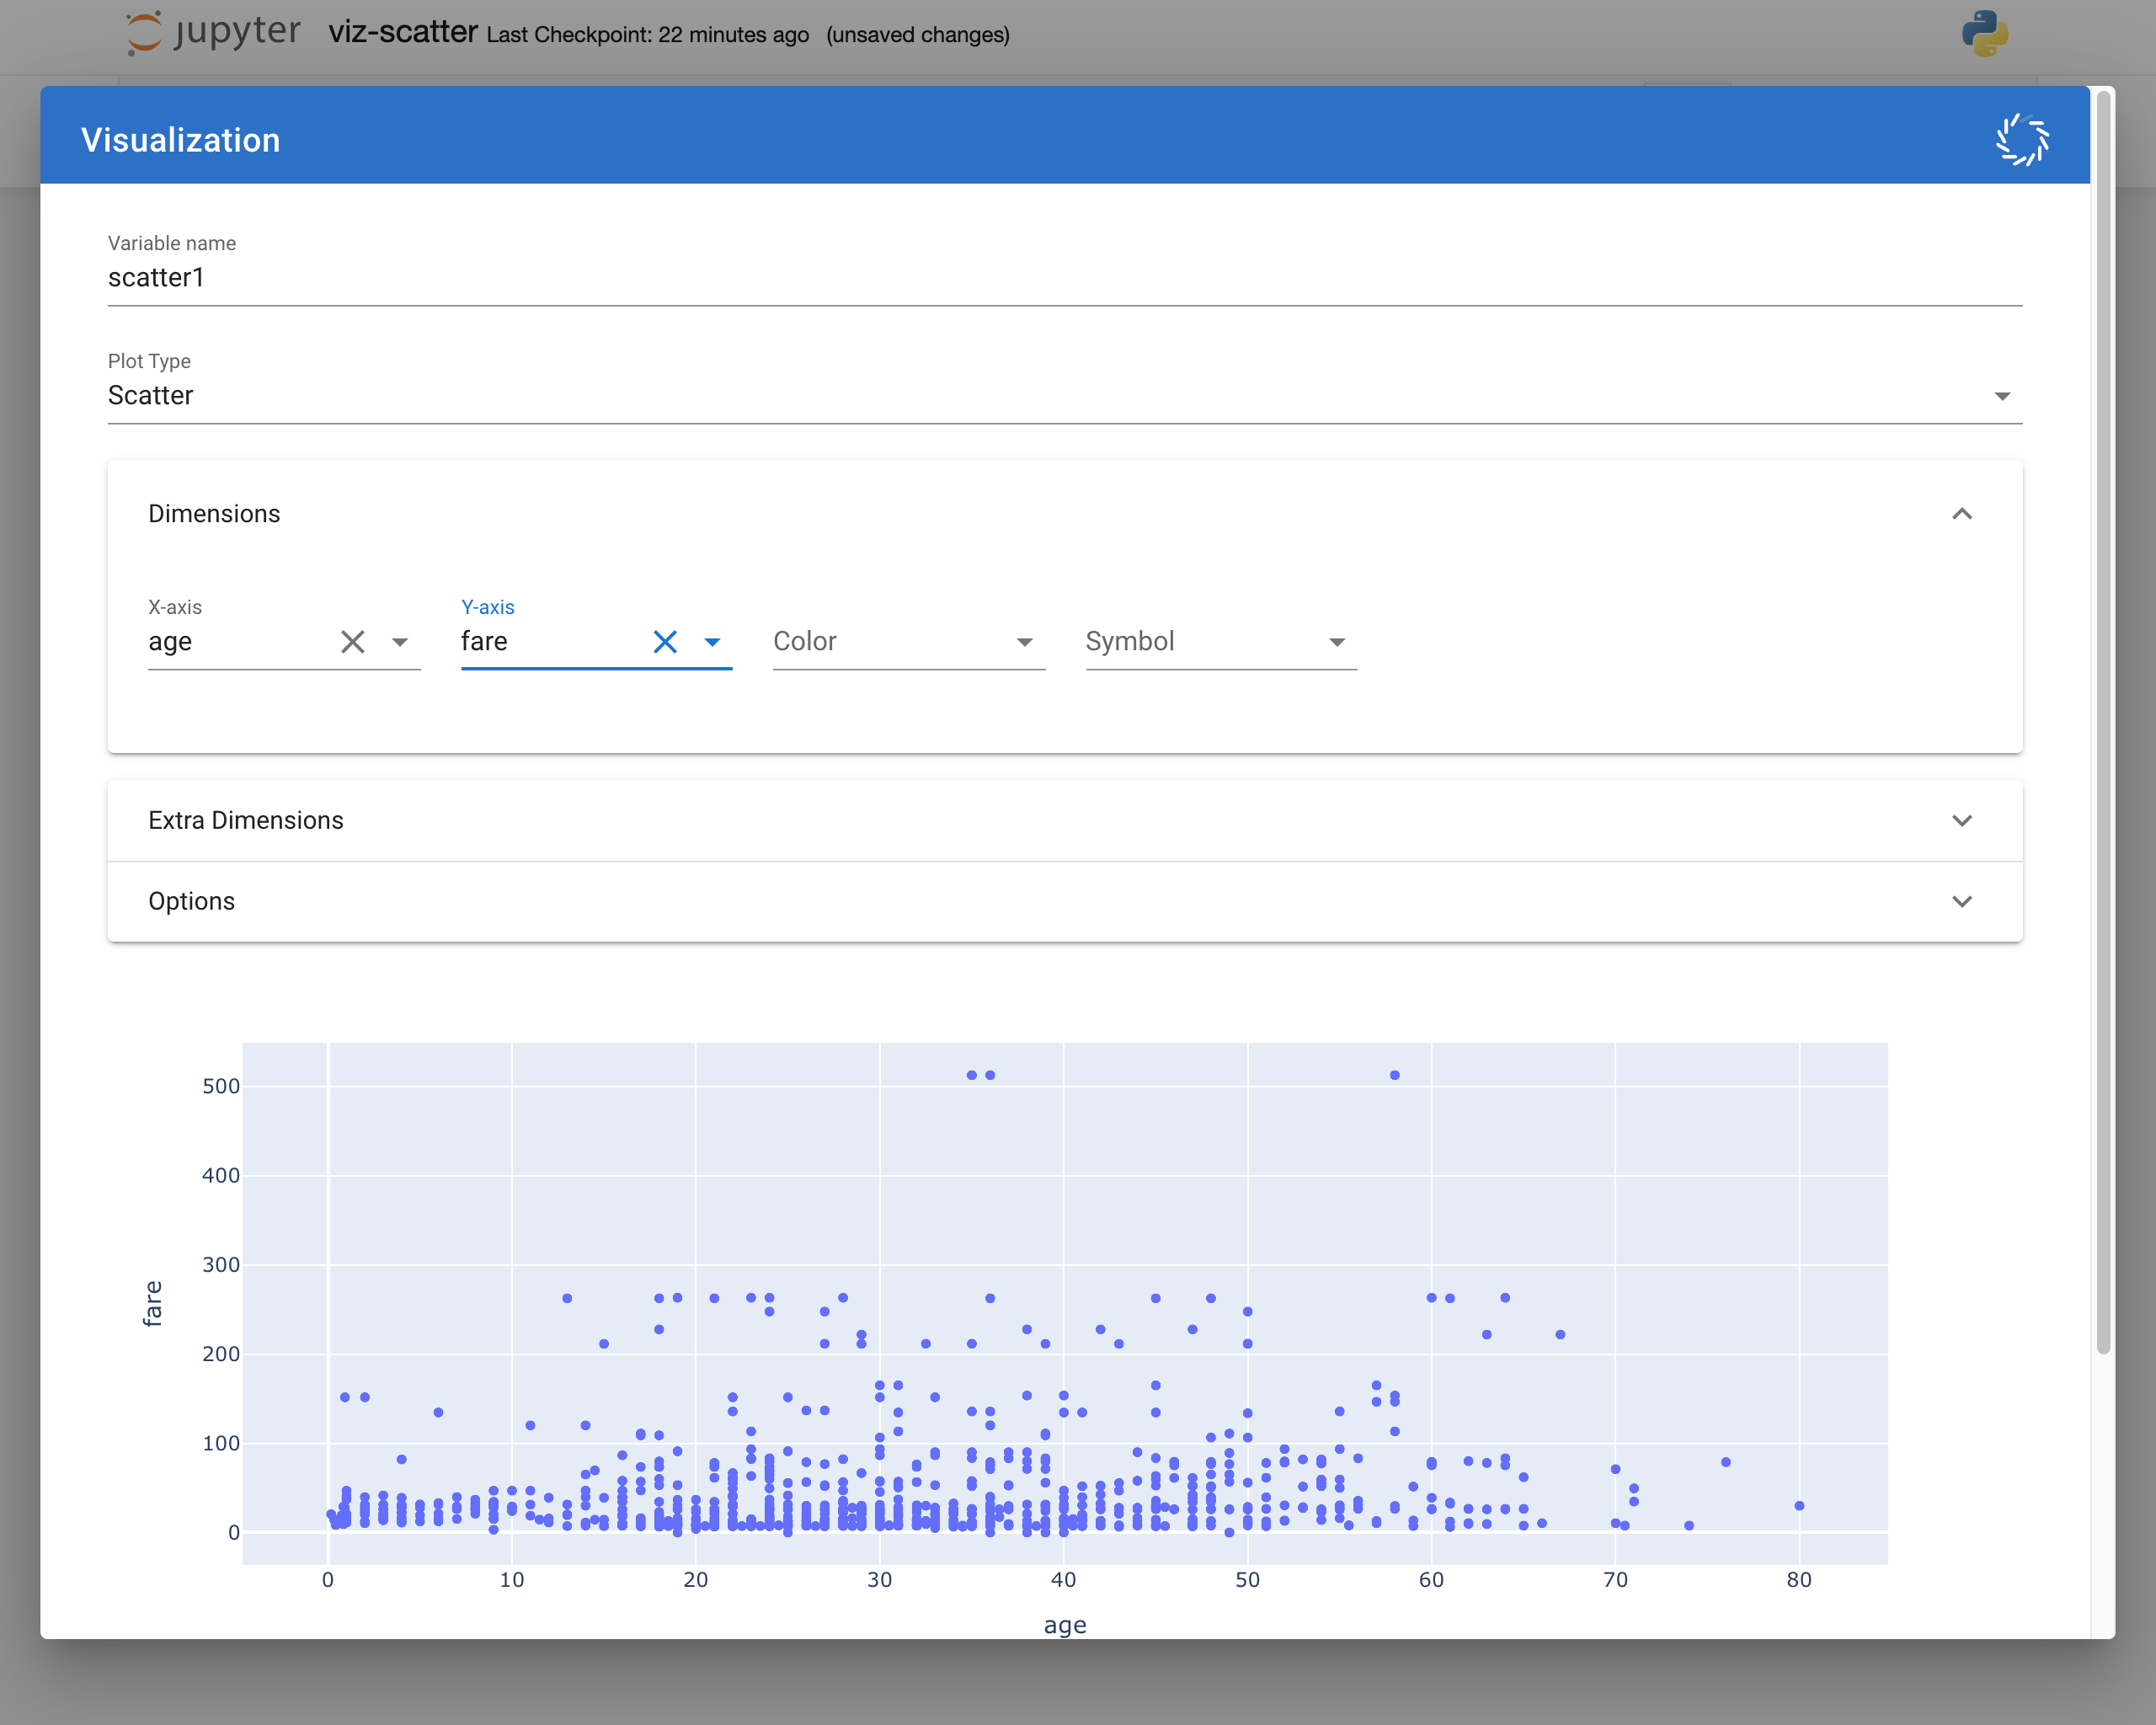 jupyter viz-scatter Last Checkpoint: 22 minutes ago (unsaved changes)
Visualization
Variable name
scatter1
Plot Type
Scatter
Dimensions
X-axis Y-axis
age fare Color Symbol
Extra Dimensions
Options
500
400
300
200
100
0
fare
0 10 20 30 40 50 60 70 80
age